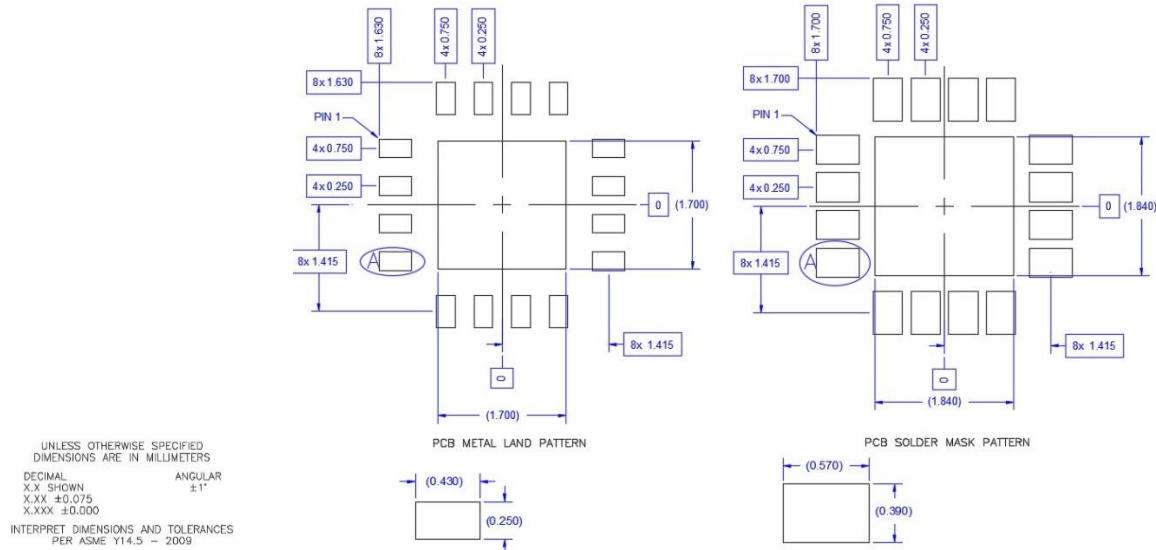 8x 1.630
4x 0.750
4x 0.250
8x 1.630
PIN 1
4x 0.750
4x 0.250
A
8x 1.415
0
(1.700)
8x 1.415
0
(1.700)
PCB METAL LAND PATTERN
(0.430)
(0.250)
8x 1.700
4x 0.750
4x 0.250
8x 1.700
PIN 1
4x 0.750
4x 0.250
A
8x 1.415
0
(1.840)
8x 1.415
0
(1.840)
PCB SOLDER MASK PATTERN
(0.570)
(0.390)
UNLESS OTHERWISE SPECIFIED
DIMENSIONS ARE IN MILLIMETERS
DECIMAL ANGULAR
X.X SHOWN ±1°
X.XX ±0.075
X.XXX ±0.000
INTERPRET DIMENSIONS AND TOLERANCES
PER ASME Y14.5 – 2009